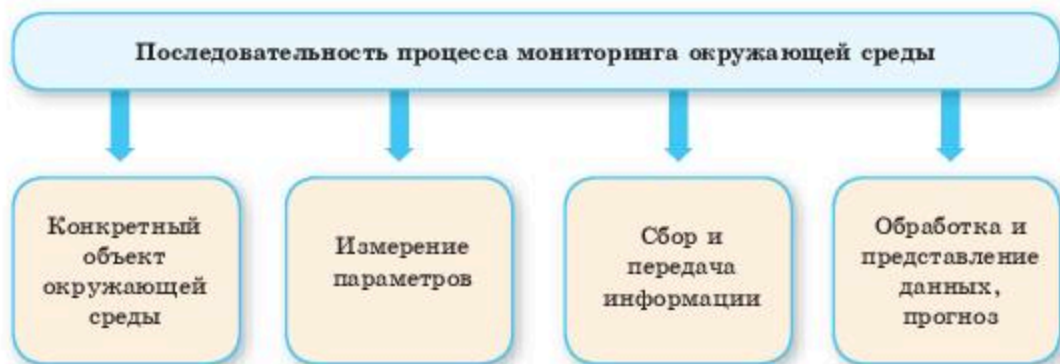 Последовательность процесса мониторинга окружающей среды
Конкретный
объект
окружающей
среды
Измерение
параметров
Сбор и
передача
информации
Обработка и
представление
данных,
прогноз